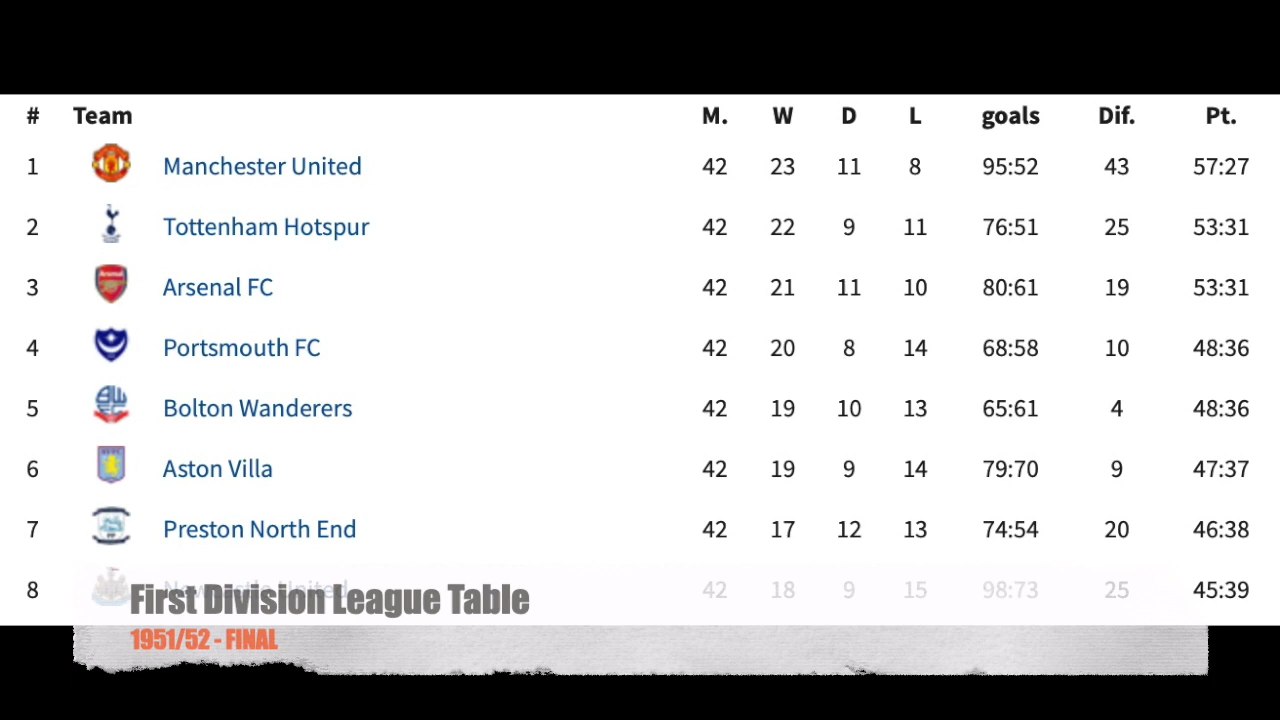 # Team M. W D L goals Dif. Pt.
1 Manchester United 42 23 11 8 95:52 43 57:27
2 Tottenham Hotspur 42 22 9 11 76:51 25 53:31
3 Arsenal FC 42 21 11 10 80:61 19 53:31
4 Portsmouth FC 42 20 8 14 68:58 10 48:36
5 Bolton Wanderers 42 19 10 13 65:61 4 48:36
6 Aston Villa 42 19 9 14 79:70 9 47:37
7 Preston North End 42 17 12 13 74:54 20 46:38
8 Newcastle United 42 18 9 15 98:73 25 45:39
First Division League Table
1951/52 - FINAL